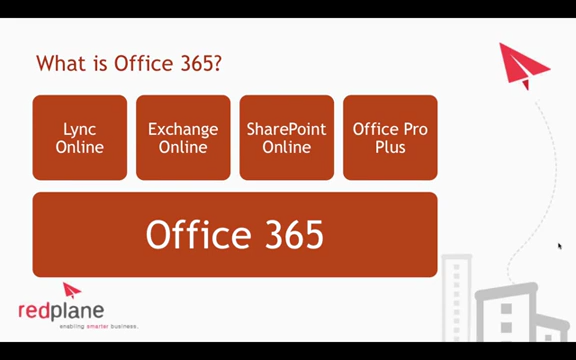 What is Office 365?
Lync
Online
Exchange
Online
SharePoint
Online
Office Pro
Plus
Office 365
redplane
enabling smarter business.